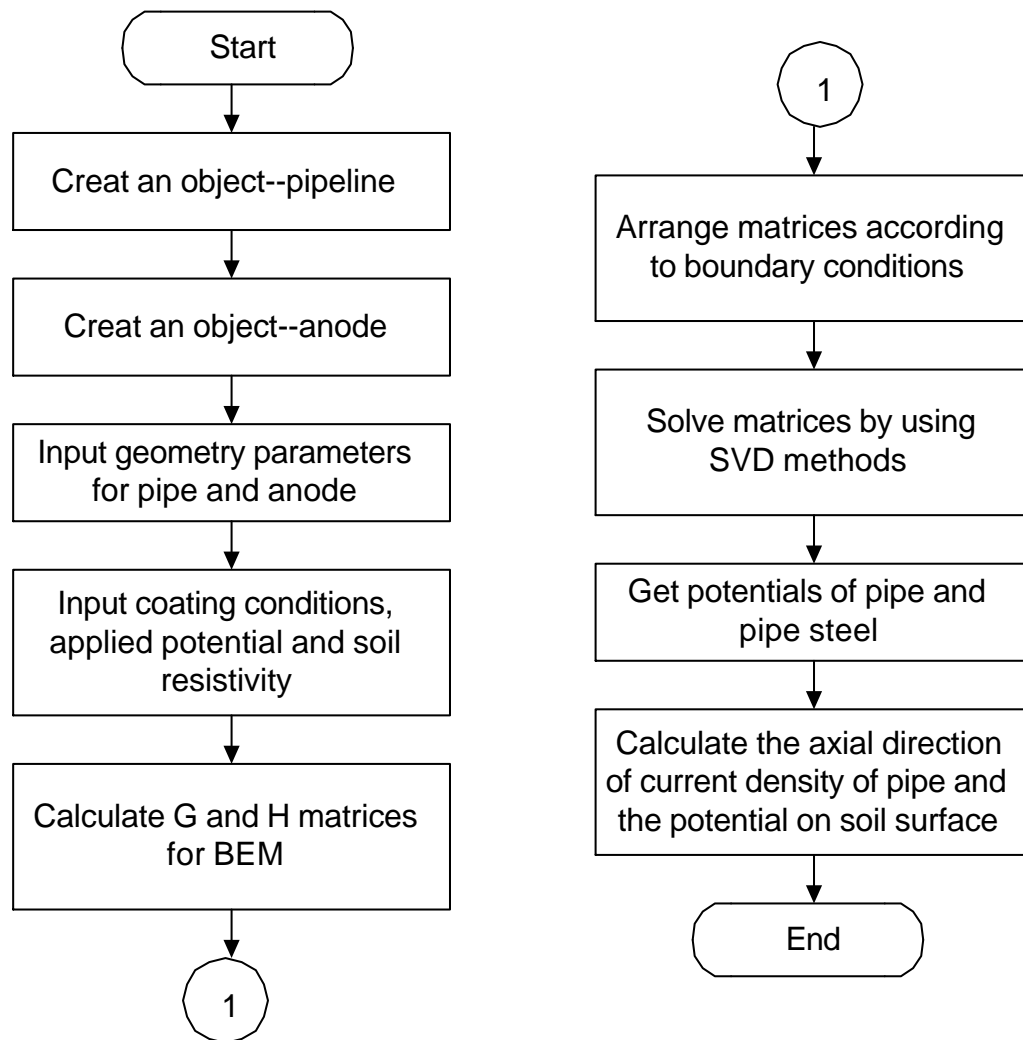 Start
Creat an object--pipeline
Creat an object--anode
Input geometry parameters
for pipe and anode
Input coating conditions,
applied potential and soil
resistivity
Calculate G and H matrices
for BEM
1
1
Arrange matrices according
to boundary conditions
Solve matrices by using
SVD methods
Get potentials of pipe and
pipe steel
Calculate the axial direction
of current density of pipe and
the potential on soil surface
End